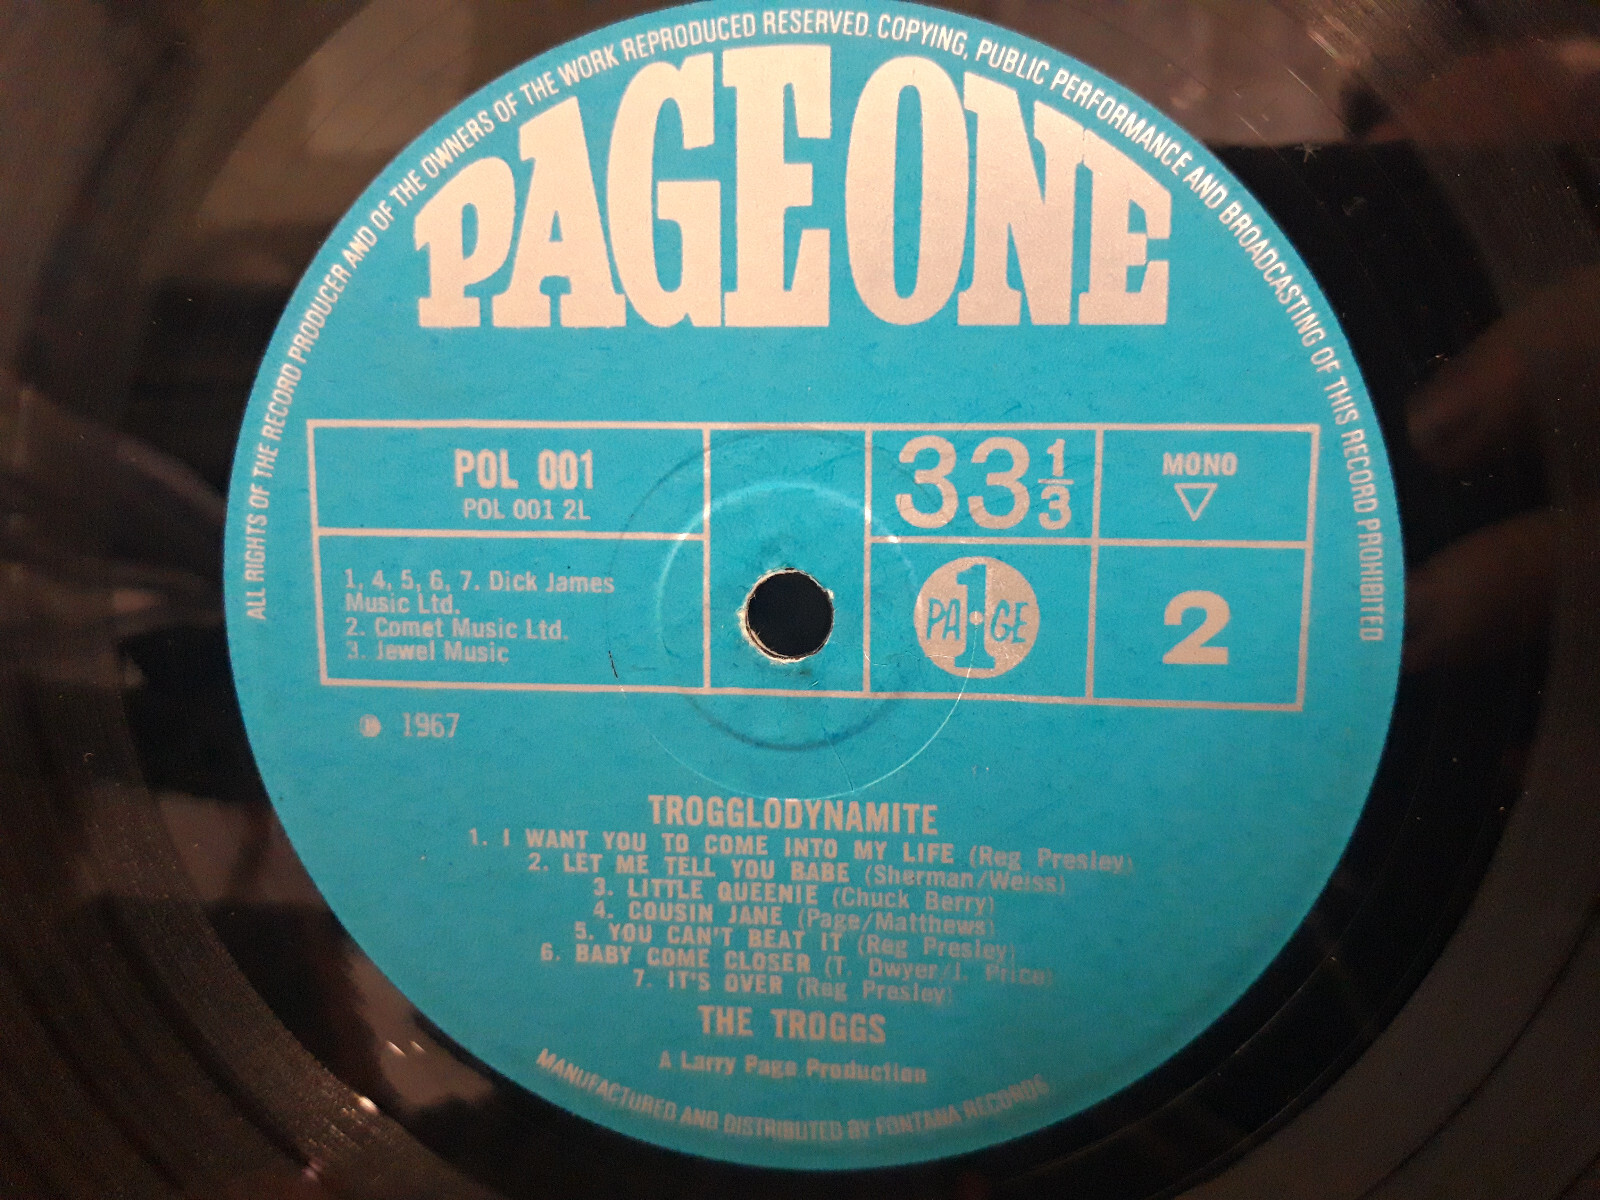 ALL RIGHTS OF THE RECORD PRODUCER AND OF THE OWNERS OF THE WORK REPRODUCED RESERVED. COPYING, PUBLIC PERFORMANCE AND BROADCASTING OF THIS RECORD PROHIBITED
PAGE ONE
POL 001
POL 001 2L
33 1/3
MONO
1, 4, 5, 6, 7. Dick James
Music Ltd.
2. Comet Music Ltd.
3. Jewel Music
PA1GE
2
℗ 1967
TROGGLODYNAMITE
1. I WANT YOU TO COME INTO MY LIFE (Reg Presley)
2. LET ME TELL YOU BABE (Sherman/Weiss)
3. LITTLE QUEENIE (Chuck Berry)
4. COUSIN JANE (Page/Matthews)
5. YOU CAN'T BEAT IT (Reg Presley)
6. BABY COME CLOSER (T. Dwyer/J. Price)
7. IT'S OVER (Reg Presley)
THE TROGGS
A Larry Page Production
MANUFACTURED AND DISTRIBUTED BY FONTANA RECORDS